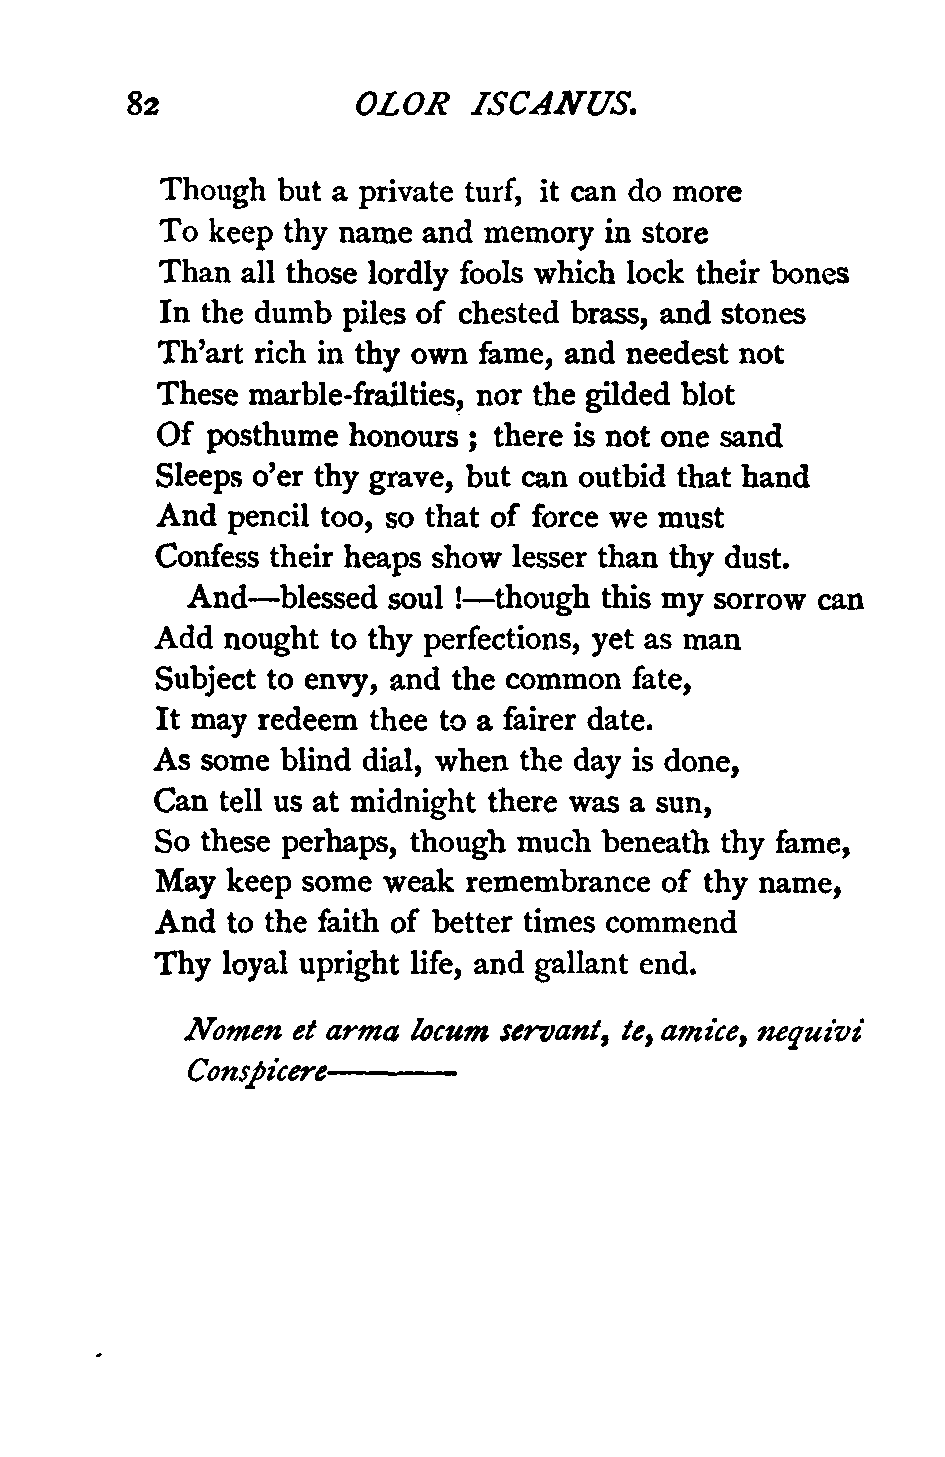 82 OLOR ISCANUS.
Though but a private turf, it can do more
To keep thy name and memory in store
Than all those lordly fools which lock their bones
In the dumb piles of chested brass, and stones
Th'art rich in thy own fame, and needest not
These marble-frailties, nor the gilded blot
Of posthume honours ; there is not one sand
Sleeps o'er thy grave, but can outbid that hand
And pencil too, so that of force we must
Confess their heaps show lesser than thy dust.
And—blessed soul !—though this my sorrow can
Add nought to thy perfections, yet as man
Subject to envy, and the common fate,
It may redeem thee to a fairer date.
As some blind dial, when the day is done,
Can tell us at midnight there was a sun,
So these perhaps, though much beneath thy fame,
May keep some weak remembrance of thy name,
And to the faith of better times commend
Thy loyal upright life, and gallant end.
Nomen et arma locum servant, te, amice, nequivi
Conspicere———